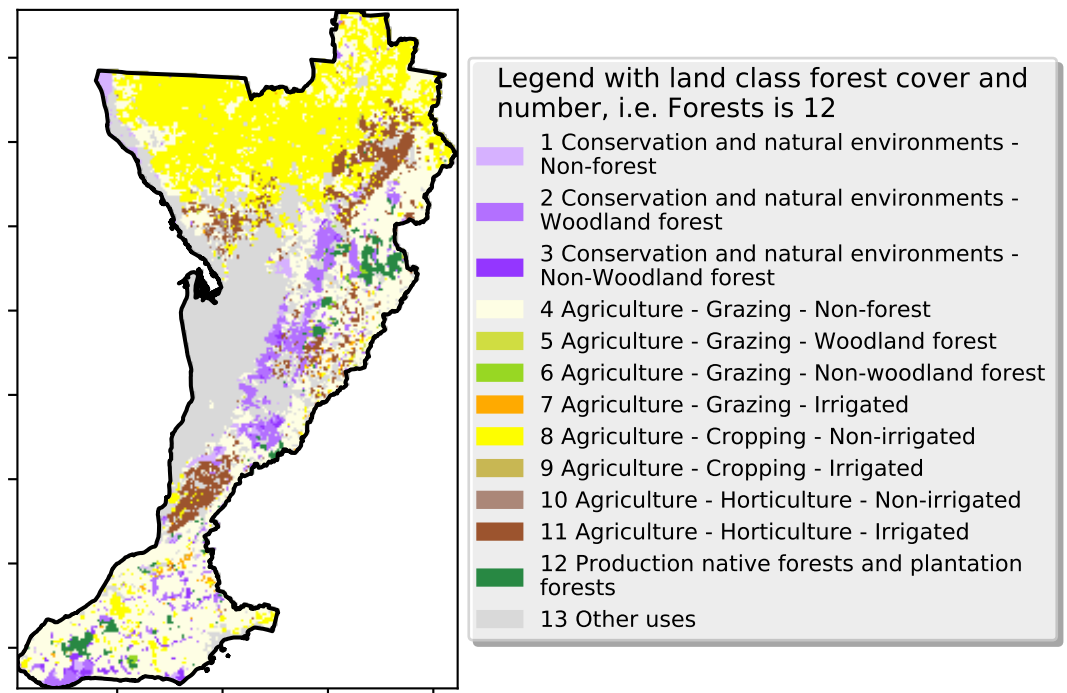 Legend with land class forest cover and
number, i.e. Forests is 12
1 Conservation and natural environments -
Non-forest
2 Conservation and natural environments -
Woodland forest
3 Conservation and natural environments -
Non-Woodland forest
4 Agriculture - Grazing - Non-forest
5 Agriculture - Grazing - Woodland forest
6 Agriculture - Grazing - Non-woodland forest
7 Agriculture - Grazing - Irrigated
8 Agriculture - Cropping - Non-irrigated
9 Agriculture - Cropping - Irrigated
10 Agriculture - Horticulture - Non-irrigated
11 Agriculture - Horticulture - Irrigated
12 Production native forests and plantation
forests
13 Other uses